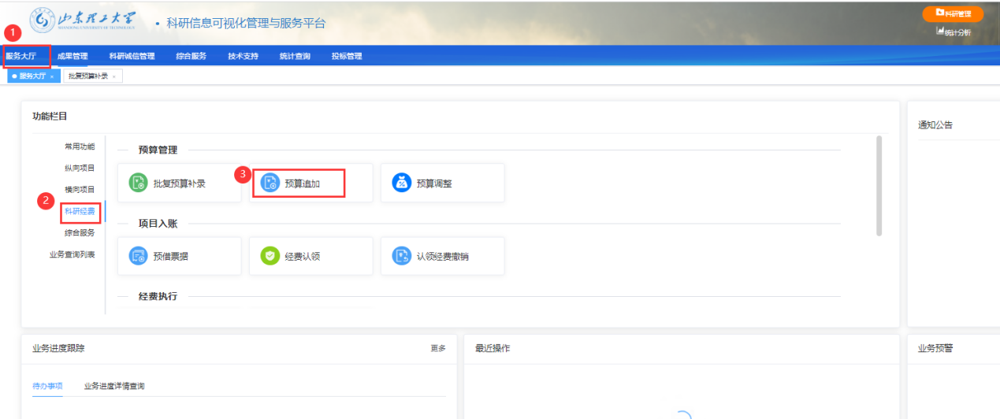 山东理工大学
SHANDONG UNIVERSITY OF TECHNOLOGY
· 科研信息可视化管理与服务平台
科研管理
统计分析
1
服务大厅 成果管理 科研诚信管理 综合服务 技术支持 统计查询 投标管理
服务大厅 × 批复预算补录 ×
功能栏目
通知公告
常用功能
纵向项目
横向项目
2
科研经费
综合服务
业务查询列表
预算管理
批复预算补录
3
预算追加
预算调整
项目入账
预借票据
经费认领
认领经费撤销
经费执行
业务进度跟踪 更多
最近操作
业务预警
待办事项 业务进度详情查询